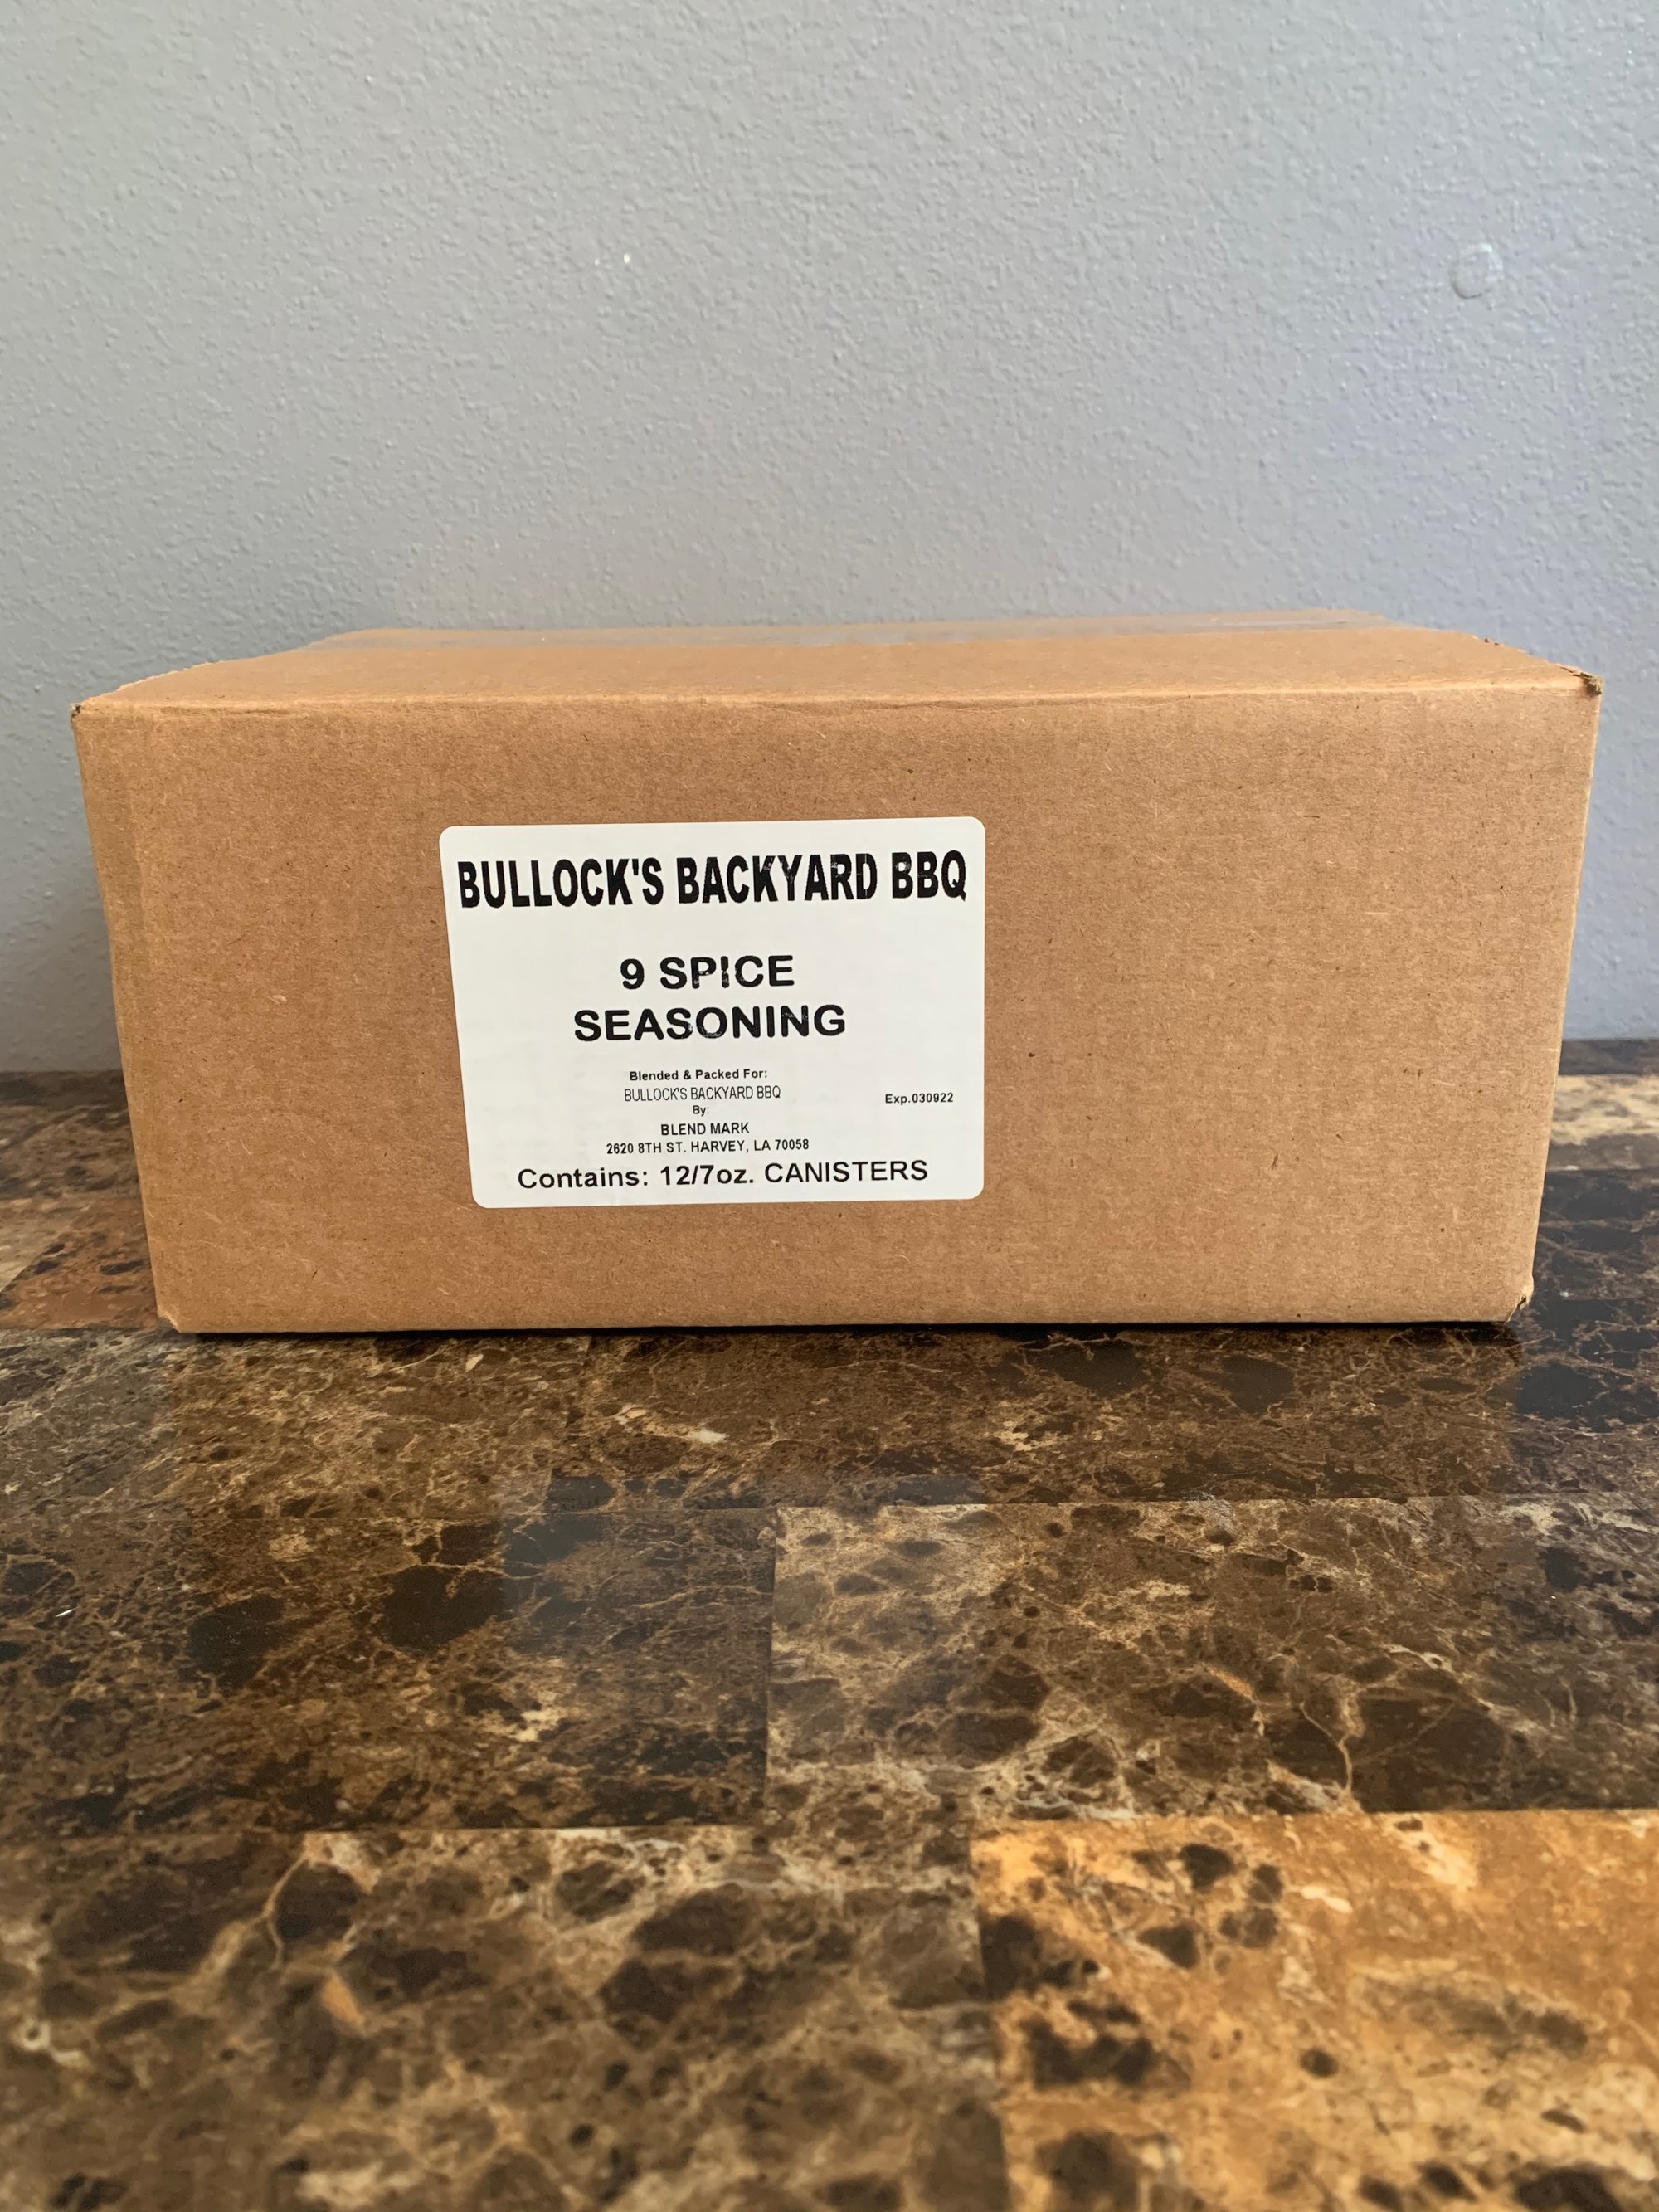 BULLOCK'S BACKYARD BBQ
9 SPICE
SEASONING
Blended & Packed For:
BULLOCK'S BACKYARD BBQ
Exp.030922
By:
BLEND MARK
2620 8TH ST. HARVEY, LA 70058
Contains: 12/7oz. CANISTERS